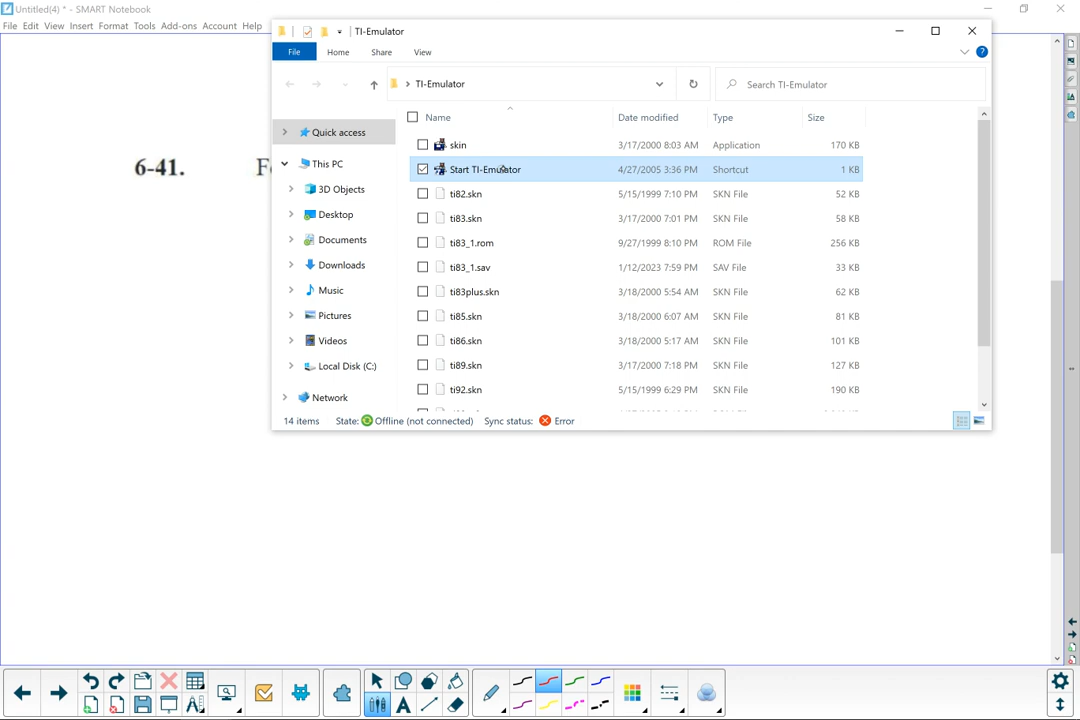 Untitled(4) * - SMART Notebook
File Edit View Insert Format Tools Add-ons Account Help
TI-Emulator
File Home Share View
TI-Emulator
Search TI-Emulator
Name Date modified Type Size
Quick access
This PC
3D Objects
Desktop
Documents
Downloads
Music
Pictures
Videos
Local Disk (C:)
Network
skin 3/17/2000 8:03 AM Application 170 KB
Start TI-Emulator 4/27/2005 3:36 PM Shortcut 1 KB
ti82.skn 5/15/1999 7:10 PM SKN File 52 KB
ti83.skn 3/17/2000 7:01 PM SKN File 58 KB
ti83_1.rom 9/27/1999 8:10 PM ROM File 256 KB
ti83_1.sav 1/12/2023 7:59 PM SAV File 33 KB
ti83plus.skn 3/18/2000 5:54 AM SKN File 62 KB
ti85.skn 3/18/2000 6:07 AM SKN File 81 KB
ti86.skn 3/18/2000 5:17 AM SKN File 101 KB
ti89.skn 3/17/2000 7:18 PM SKN File 127 KB
ti92.skn 5/15/1999 6:29 PM SKN File 190 KB
14 items State: Offline (not connected) Sync status: Error
6-41.